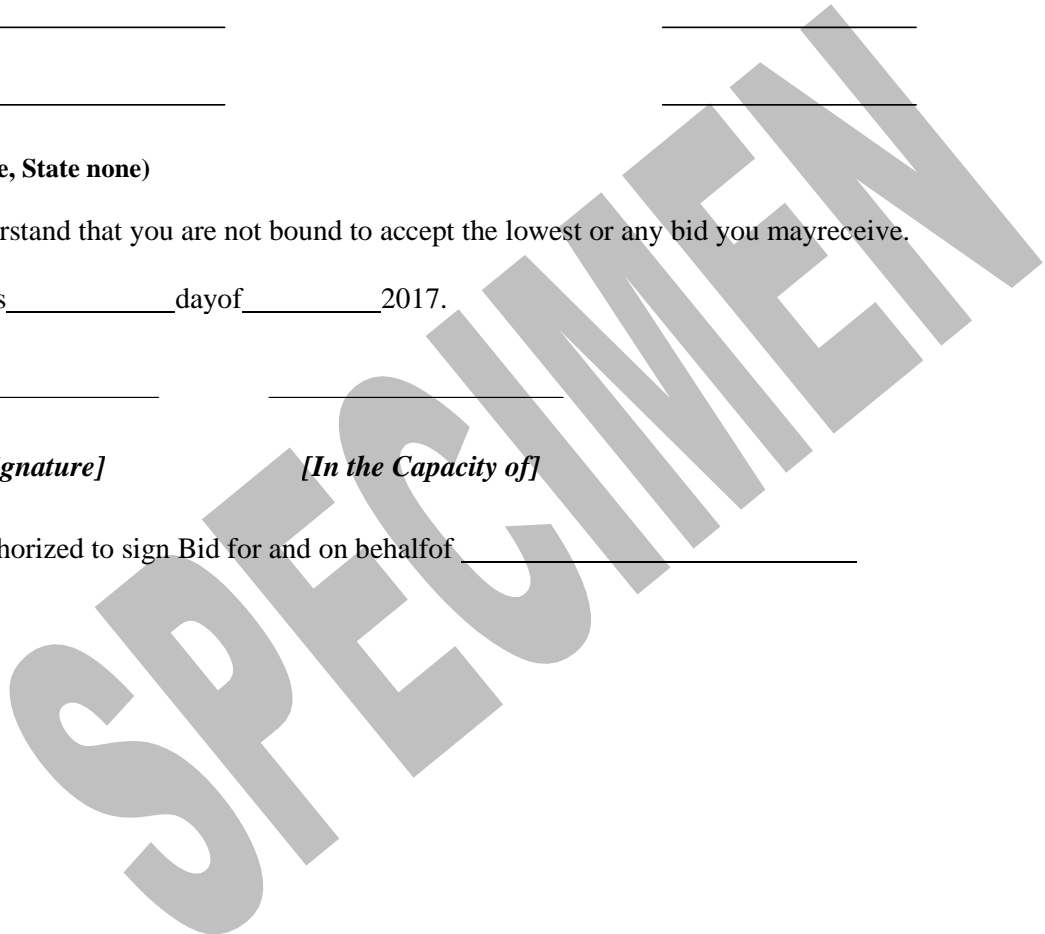 e, State none)
rstand that you are not bound to accept the lowest or any bid you mayreceive.
s dayof 2017.
gnature] [In the Capacity of]
horized to sign Bid for and on behalfof
SPECIMEN